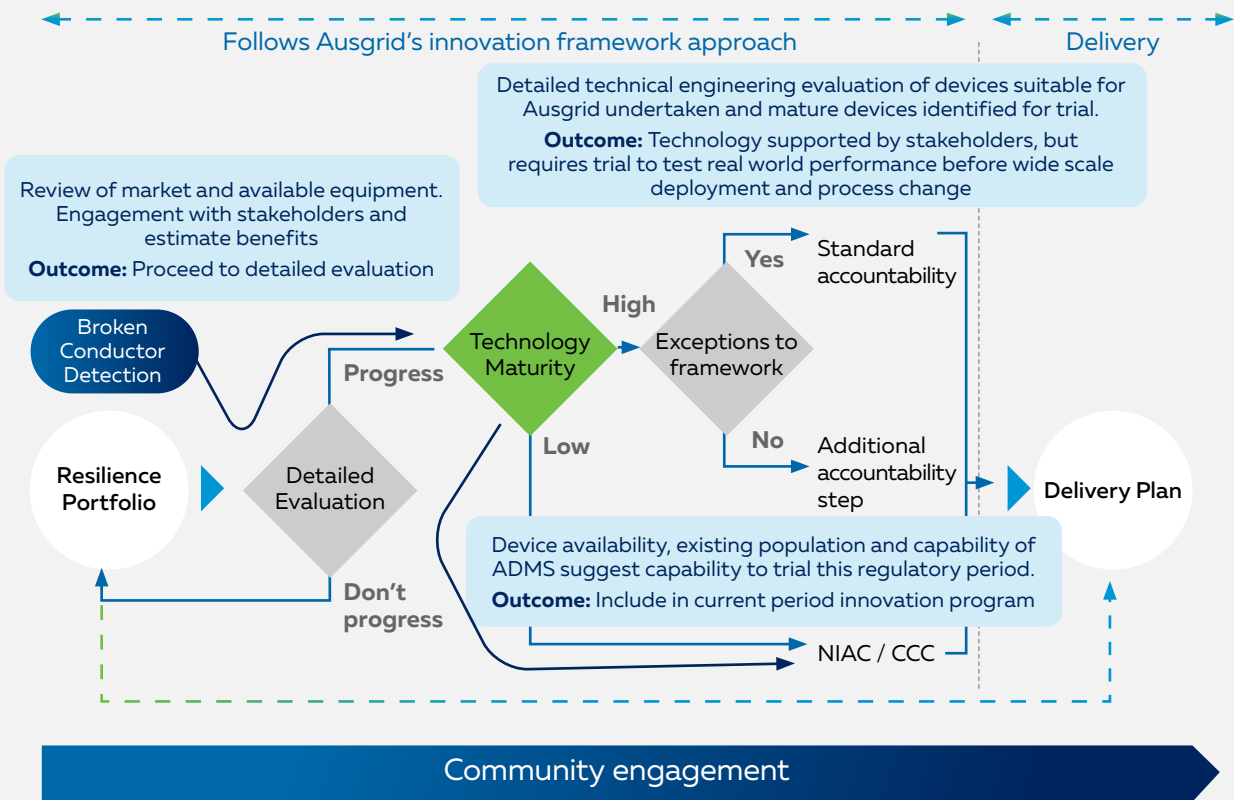 Follows Ausgrid's innovation framework approach
Delivery
Detailed technical engineering evaluation of devices suitable for
Ausgrid undertaken and mature devices identified for trial.
Outcome: Technology supported by stakeholders, but
requires trial to test real world performance before wide scale
deployment and process change
Review of market and available equipment.
Engagement with stakeholders and
estimate benefits
Outcome: Proceed to detailed evaluation
Broken
Conductor
Detection
Resilience
Portfolio
Detailed
Evaluation
Progress
Don't
progress
Technology
Maturity
High
Low
Exceptions to
framework
Yes
Standard
accountability
No
Additional
accountability
step
Delivery Plan
Device availability, existing population and capability of
ADMS suggest capability to trial this regulatory period.
Outcome: Include in current period innovation program
NIAC / CCC
Community engagement